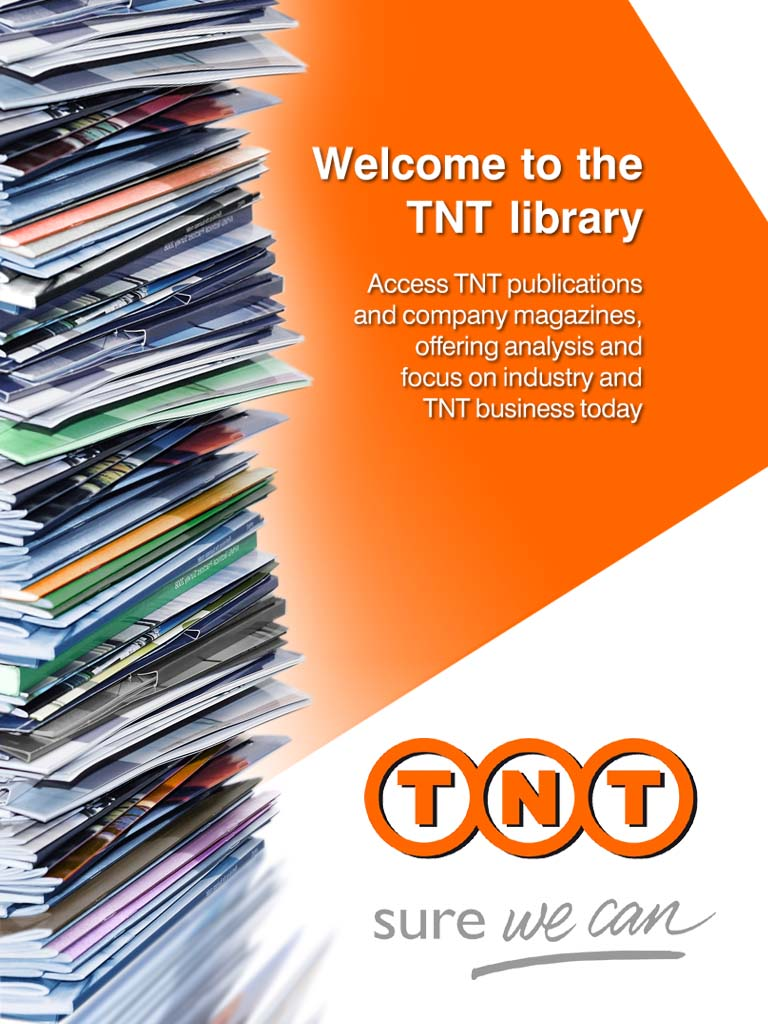 Welcome to the
TNT library
Access TNT publications
and company magazines,
offering analysis and
focus on industry and
TNT business today
TNT
sure we can